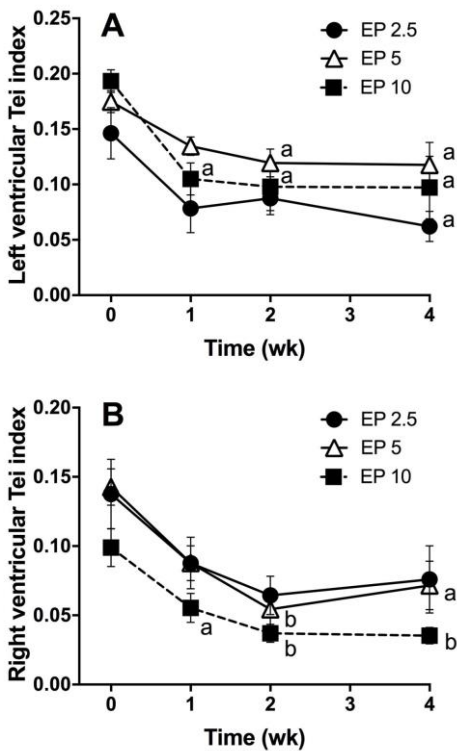 A
EP 2.5
EP 5
EP 10
Left ventricular Tei index
0.25
0.20
0.15
0.10
0.05
0.00
a
a
a
a
a
a
0 1 2 3 4
Time (wk)
B
EP 2.5
EP 5
EP 10
Right ventricular Tei index
0.20
0.15
0.10
0.05
0.00
a
b
b
a
b
0 1 2 3 4
Time (wk)